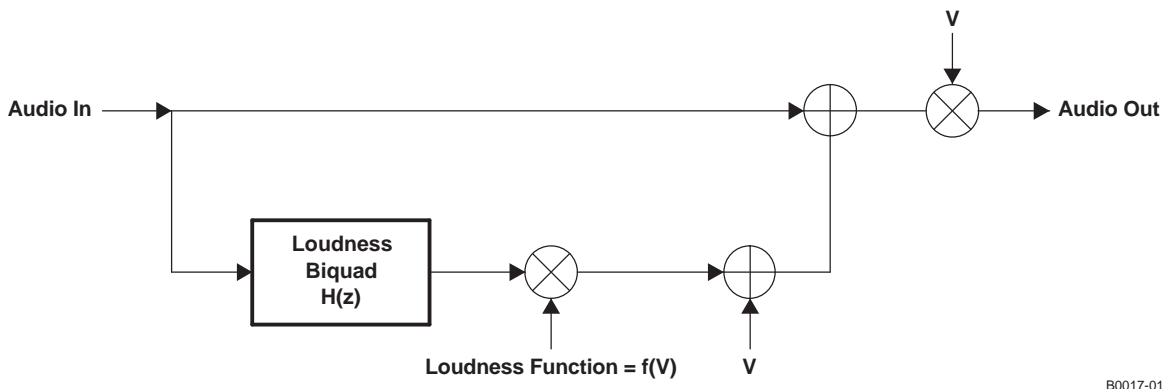 V
Audio In
Audio Out
Loudness
Biquad
H(z)
Loudness Function = f(V)
V
B0017-01